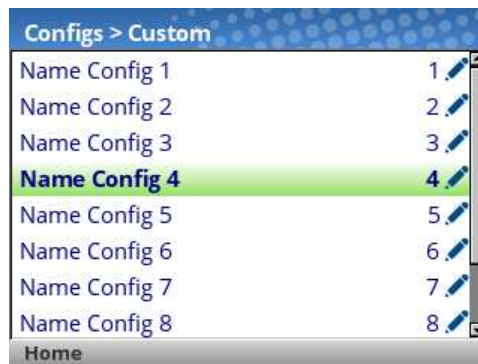 Configs > Custom
Name Config 1 1
Name Config 2 2
Name Config 3 3
Name Config 4 4
Name Config 5 5
Name Config 6 6
Name Config 7 7
Name Config 8 8
Home